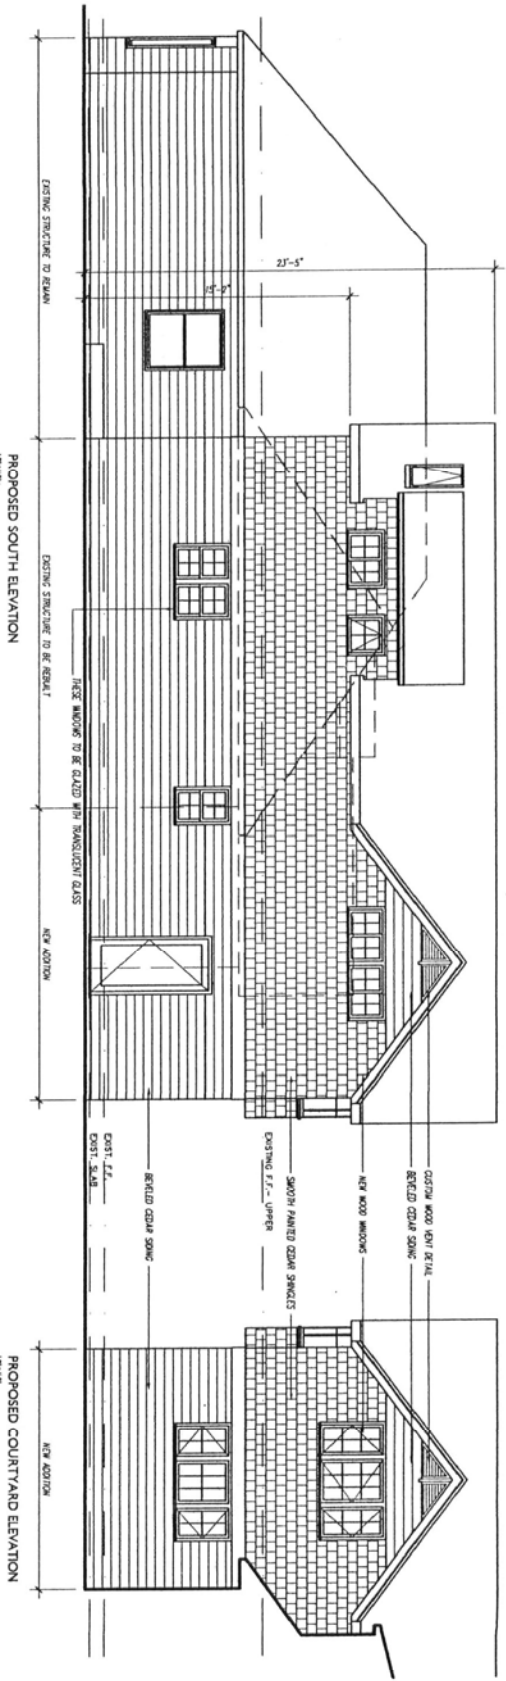 23'-5"
EXISTING STRUCTURE TO REMAIN
EXISTING STRUCTURE TO BE REBUILT
NEW ADDITION
THESE WINDOWS TO BE GLAZED WITH TRANSLUCENT GLASS
PROPOSED SOUTH ELEVATION
CUSTOM WOOD VENT DETAIL
BEVELED CEDAR SIDING
NEW WOOD WINDOWS
SMOOTH PAINTED CEDAR SHINGLES
EXISTING F.F.- UPPER
BEVELED CEDAR SIDING
EXIST. F.F.
EXIST. SLAB
NEW ADDITION
PROPOSED COURTYARD ELEVATION